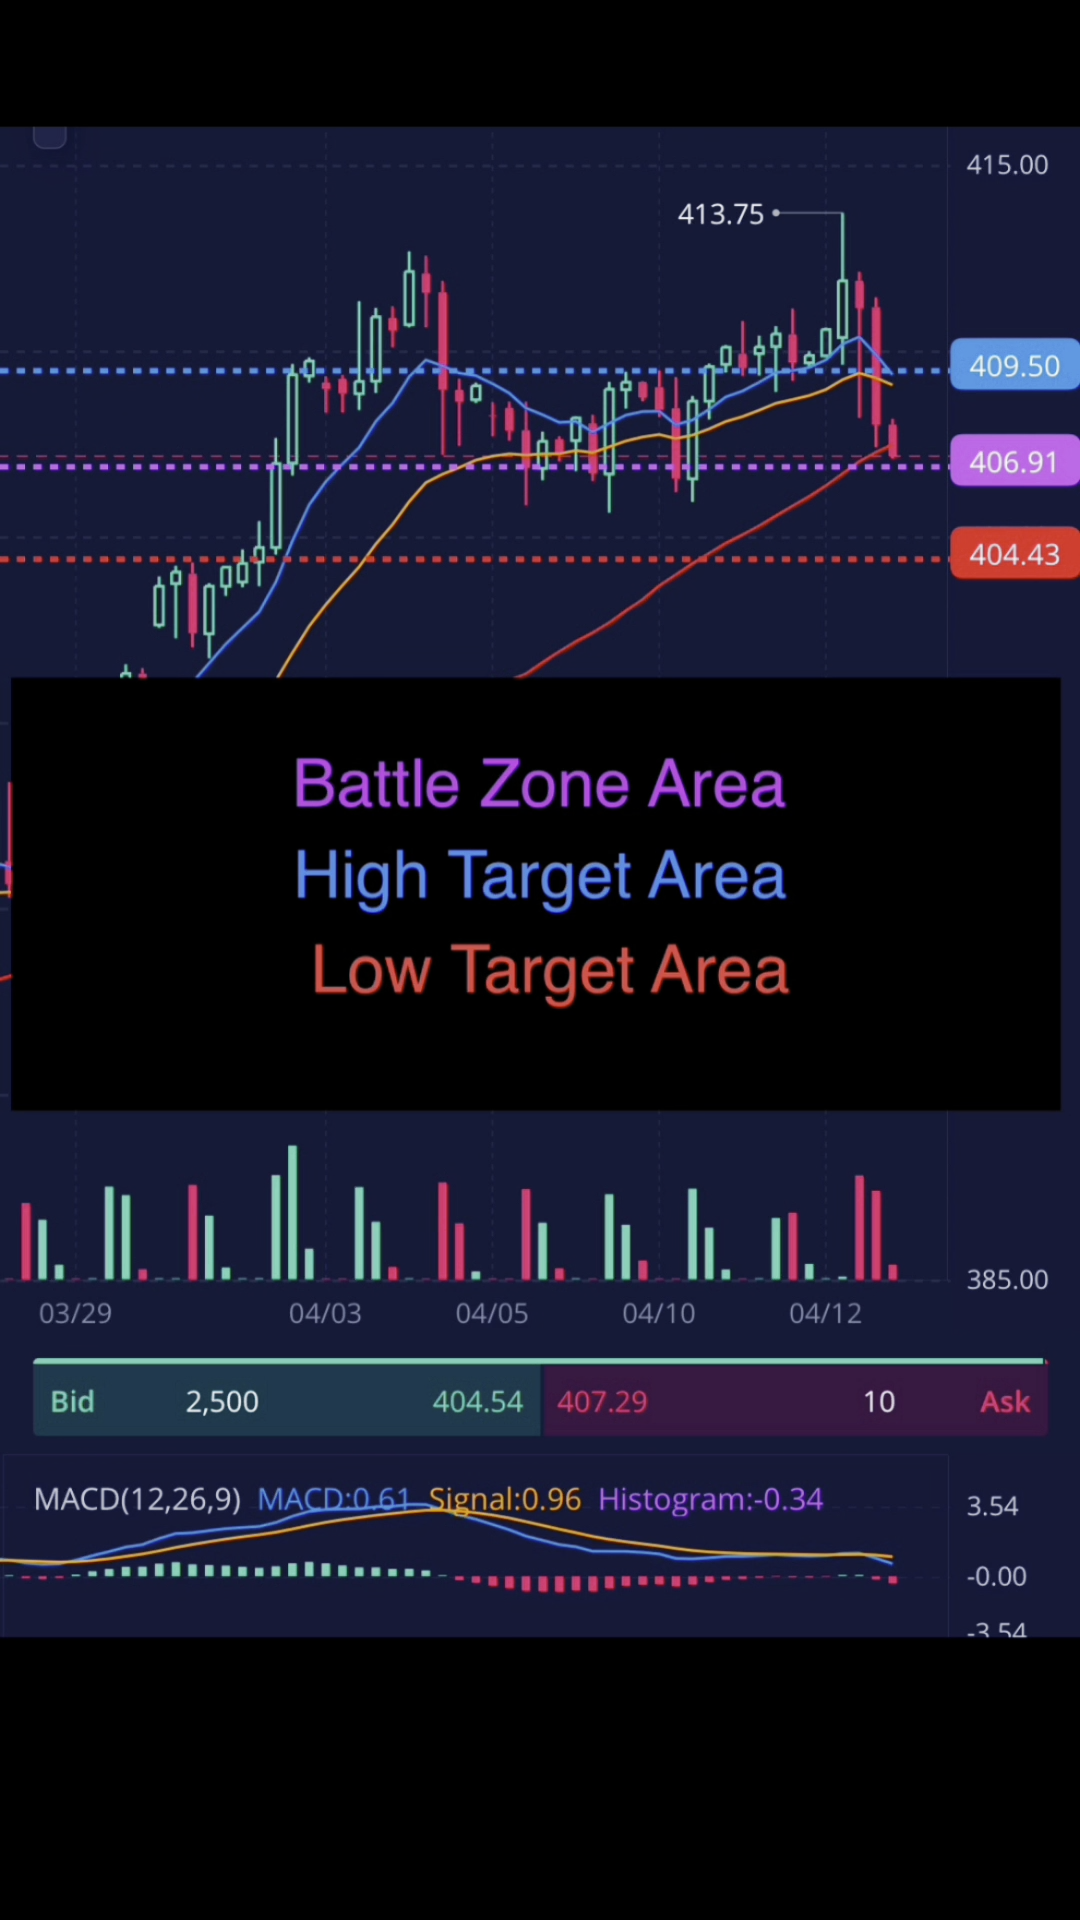 415.00
413.75
409.50
406.91
404.43
Battle Zone Area
High Target Area
Low Target Area
385.00
03/29 04/03 04/05 04/10 04/12
Bid 2,500 404.54 407.29 10 Ask
MACD(12,26,9) MACD:0.61 Signal:0.96 Histogram:-0.34
3.54
-0.00
-3.54